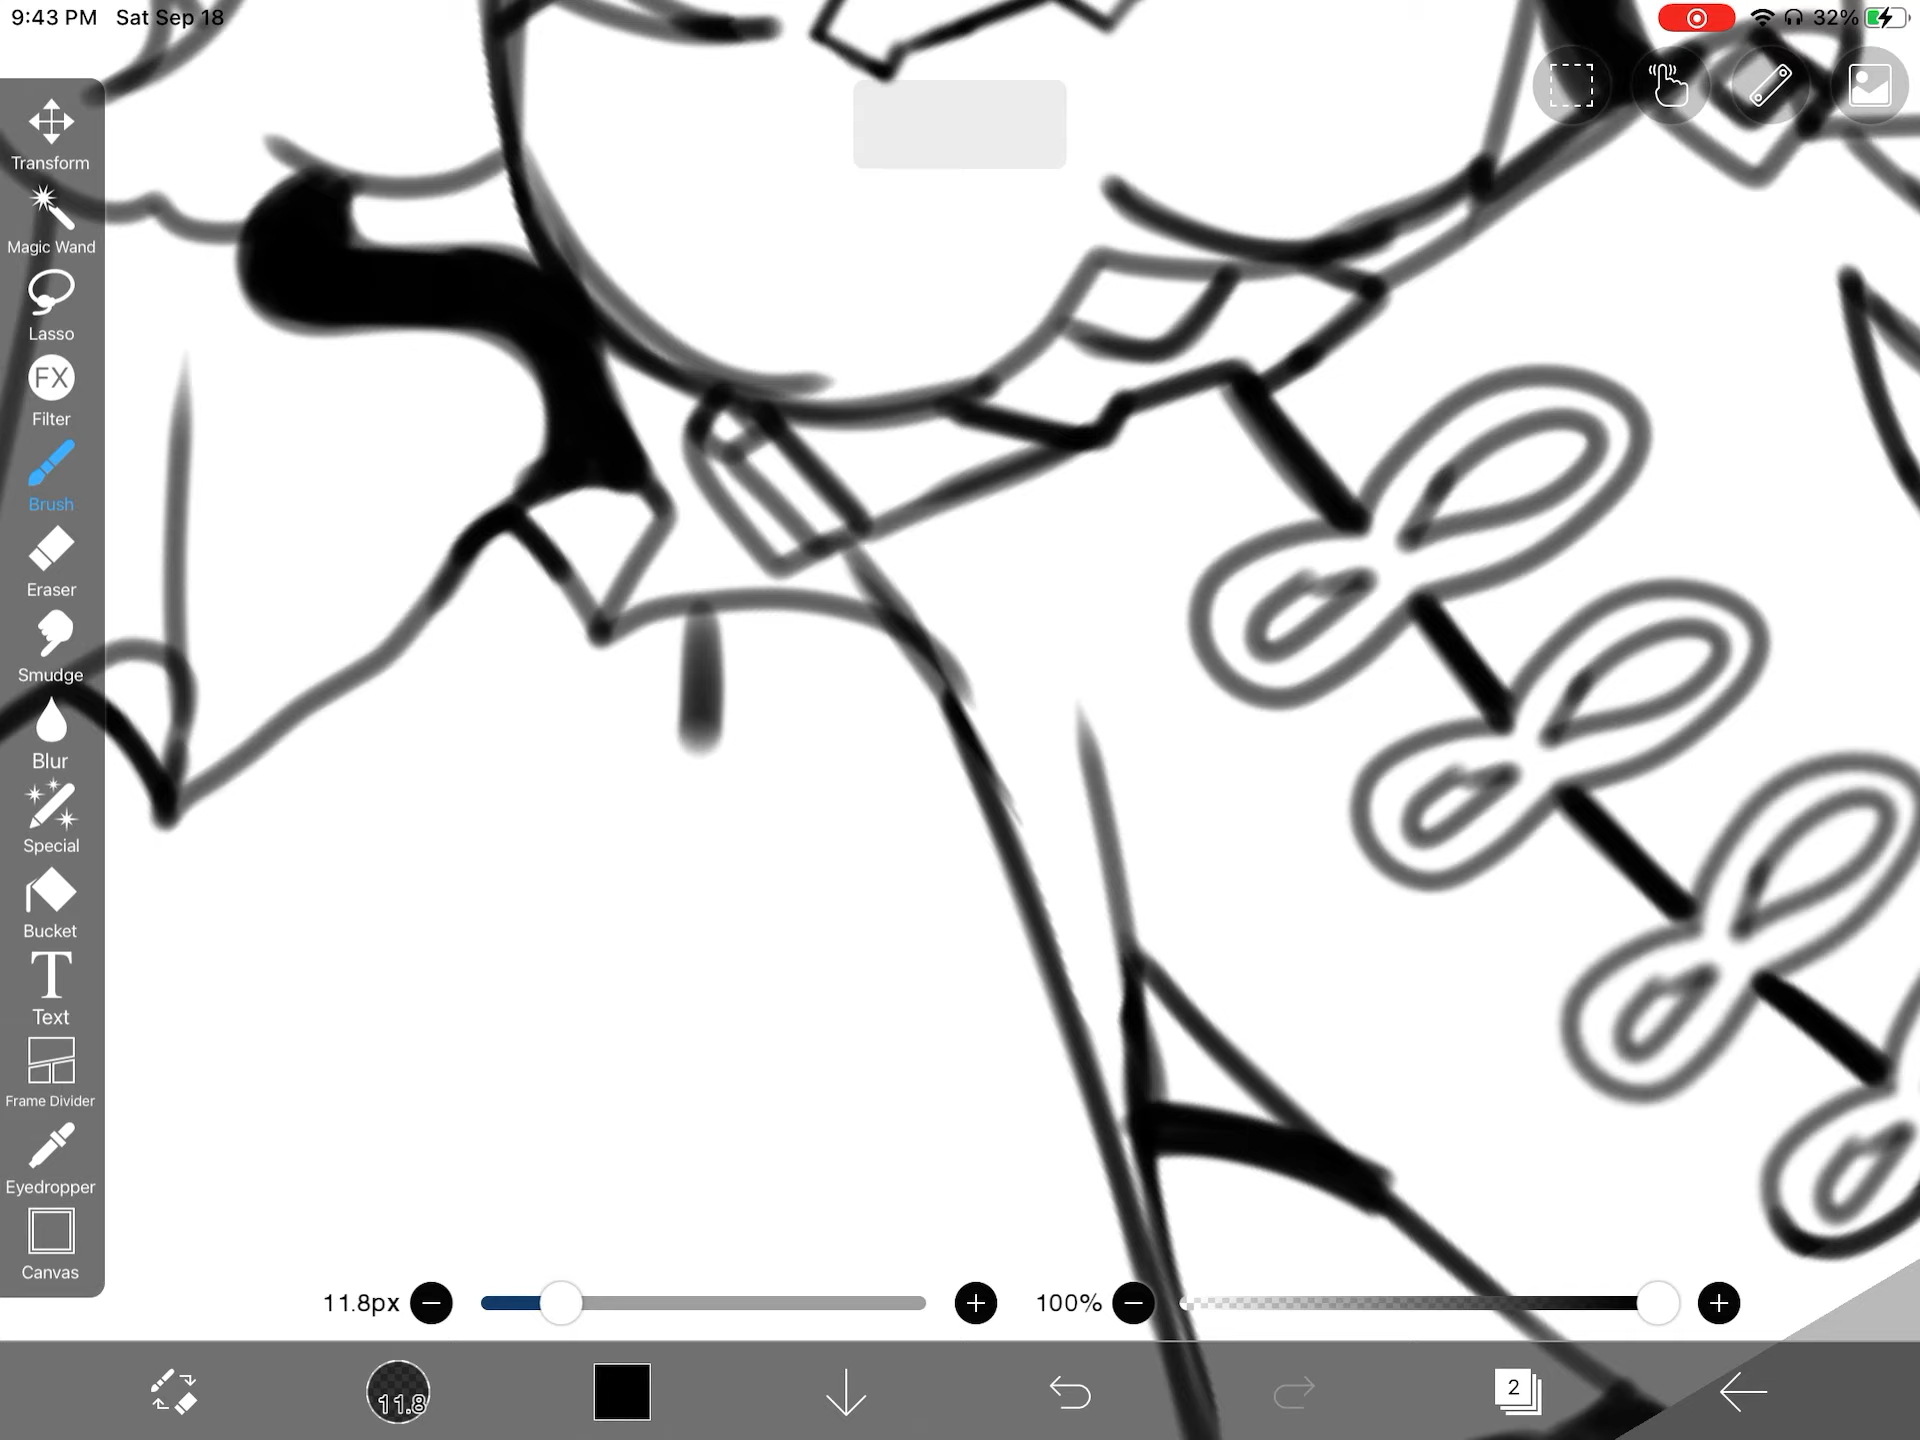 9:43 PM Sat Sep 18
32%
Transform
Magic Wand
Lasso
FX
Filter
Brush
Eraser
Smudge
Blur
Special
Bucket
T
Text
Frame Divider
Eyedropper
Canvas
11.8px
100%
11.8
2